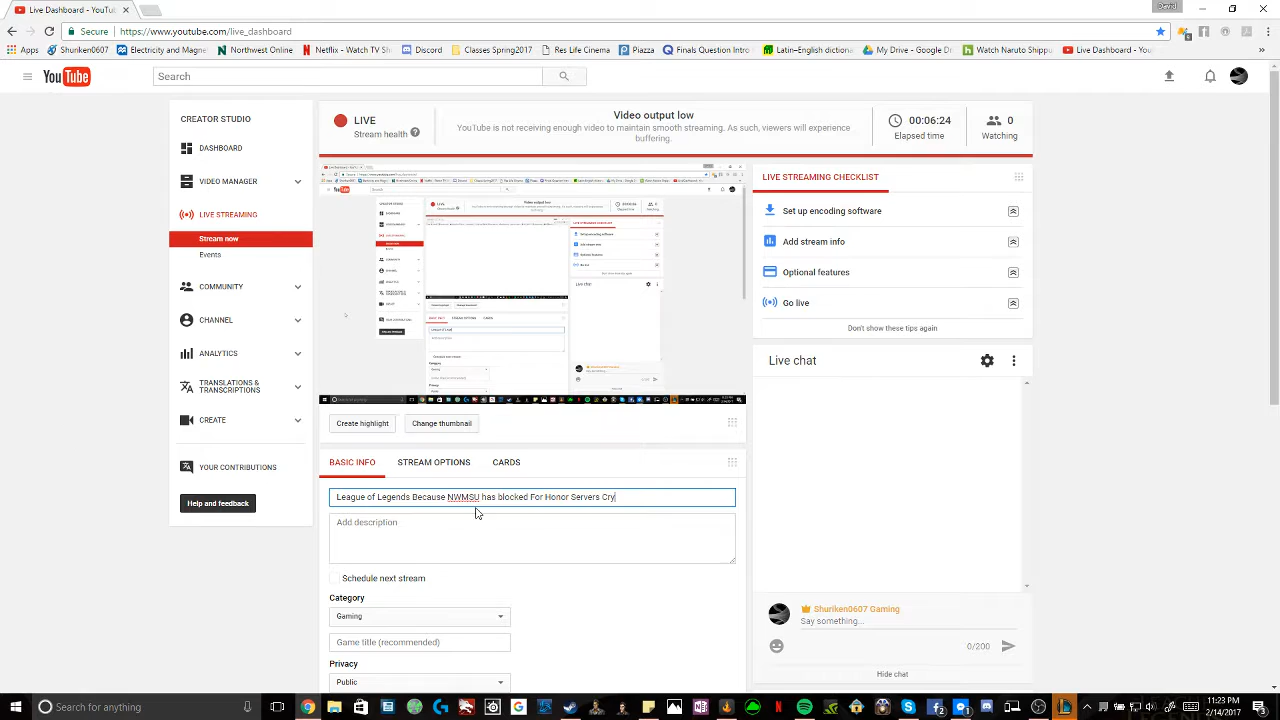 Live Dashboard - YouTu
David
Secure
https://www.youtube.com/live_dashboard
Apps
Shuriken0607
Electricity and Magne
Northwest Online
Netflix - Watch TV Sh
Discord
Classes Spring2017
Res Life Cinema
Piazza
Finals Question Intro
Latin-English dictiona
My Drive - Google Dr
Watch Naruto Shippu
Live Dashboard - You
YouTube
Search
CREATOR STUDIO
DASHBOARD
VIDEO MANAGER
LIVE STREAMING
Stream now
Events
COMMUNITY
CHANNEL
ANALYTICS
TRANSLATIONS &
TRANSCRIPTIONS
CREATE
YOUR CONTRIBUTIONS
Help and feedback
LIVE
Stream health
Video output low
YouTube is not receiving enough video to maintain smooth streaming. As such, viewers will experience
buffering.
00:06:24
Elapsed time
0
Watching
Create highlight
Change thumbnail
BASIC INFO
STREAM OPTIONS
CARDS
League of Legends Because NWMSU has blocked For Honor Servers Cry
Add description
Schedule next stream
Category
Gaming
Game title (recommended)
Privacy
Public
LIVE STREAMING CHECKLIST
Set up encoding software
Add stream info
Optional features
Go live
Don't show these tips again
Live chat
Shuriken0607 Gaming
Say something...
0/200
Hide chat
Search for anything
11:23 PM
2/14/2017